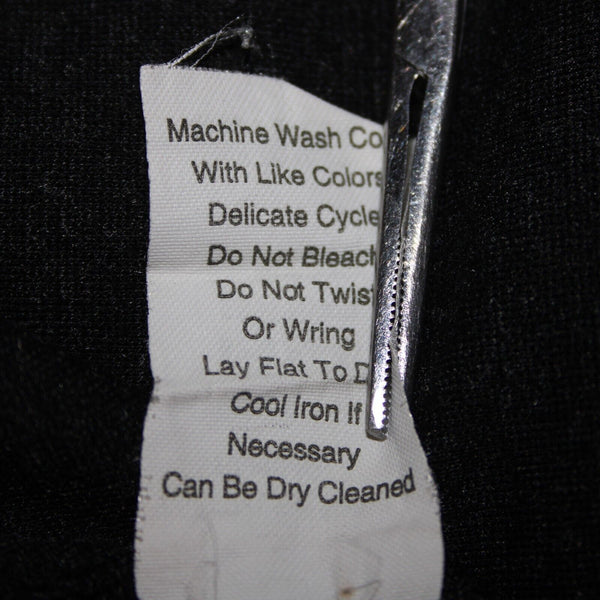 Machine Wash Co
With Like Colors
Delicate Cycle
Do Not Bleach
Do Not Twist
Or Wring
Lay Flat To D
Cool Iron If
Necessary
Can Be Dry Cleaned